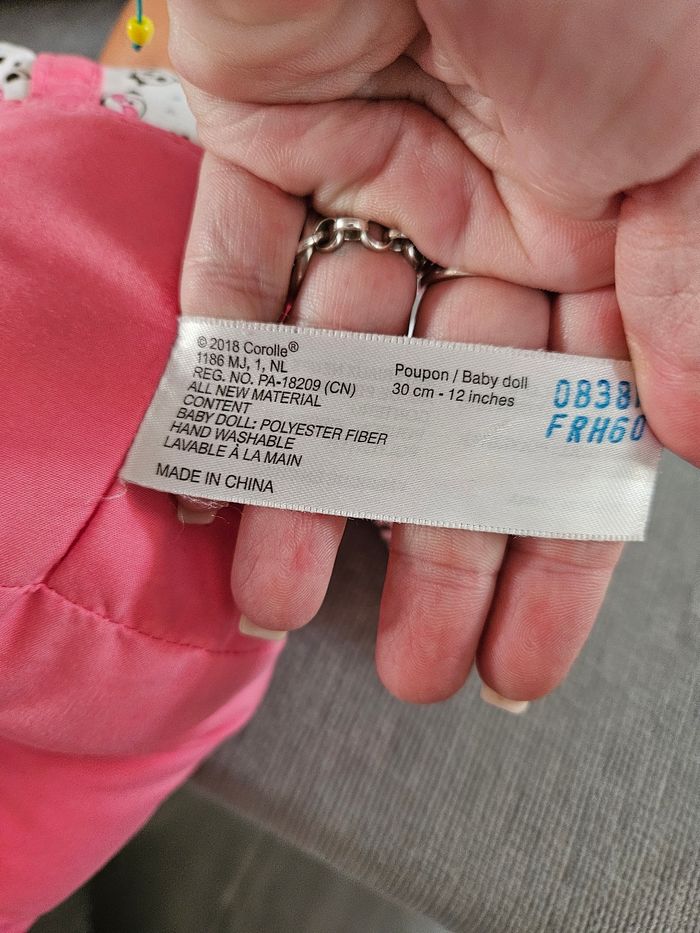 © 2018 Corolle®
1186 MJ, 1, NL
REG. NO. PA-18209 (CN)
ALL NEW MATERIAL
CONTENT
BABY DOLL: POLYESTER FIBER
HAND WASHABLE
LAVABLE À LA MAIN
MADE IN CHINA
Poupon / Baby doll
30 cm - 12 inches
FRH60